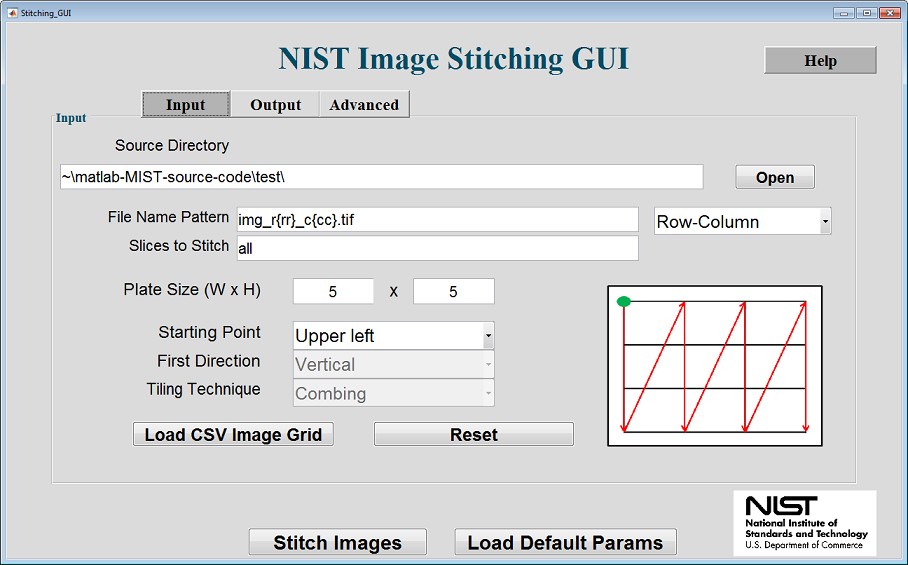 Stitching_GUI
NIST Image Stitching GUI
Help
Input Output Advanced
Input
Source Directory
~\matlab-MIST-source-code\test\ Open
File Name Pattern img_r{rr}_c{cc}.tif Row-Column
Slices to Stitch all
Plate Size (W x H) 5 x 5
Starting Point Upper left
First Direction Vertical
Tiling Technique Combing
Load CSV Image Grid Reset
NIST
National Institute of
Standards and Technology
U.S. Department of Commerce
Stitch Images Load Default Params